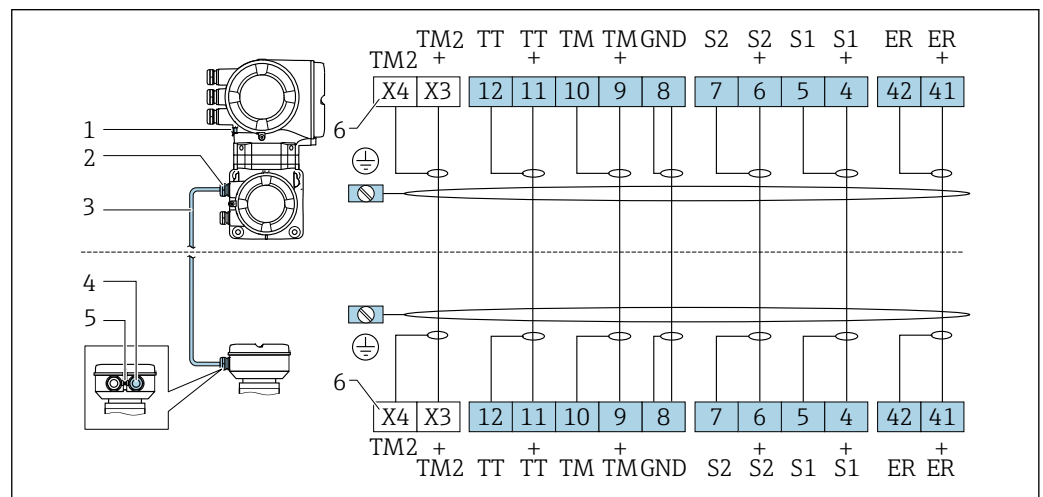 TM2 TT TT TM TM GND S2 S2 S1 S1 ER ER
TM2 + + + + + +
X4 X3 12 11 10 9 8 7 6 5 4 42 41
6
1
2
3
4
5
6
X4 X3 12 11 10 9 8 7 6 5 4 42 41
TM2 + + + + + +
TM2 TT TT TM TM GND S2 S2 S1 S1 ER ER